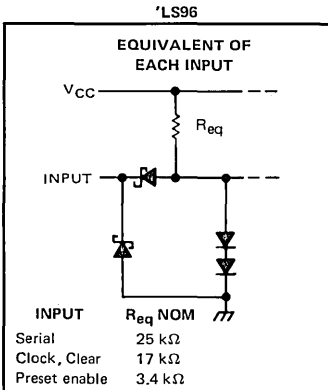 'LS96
EQUIVALENT OF
EACH INPUT
VCC
Req
INPUT
INPUT Req NOM
Serial 25 kΩ
Clock, Clear 17 kΩ
Preset enable 3.4 kΩ